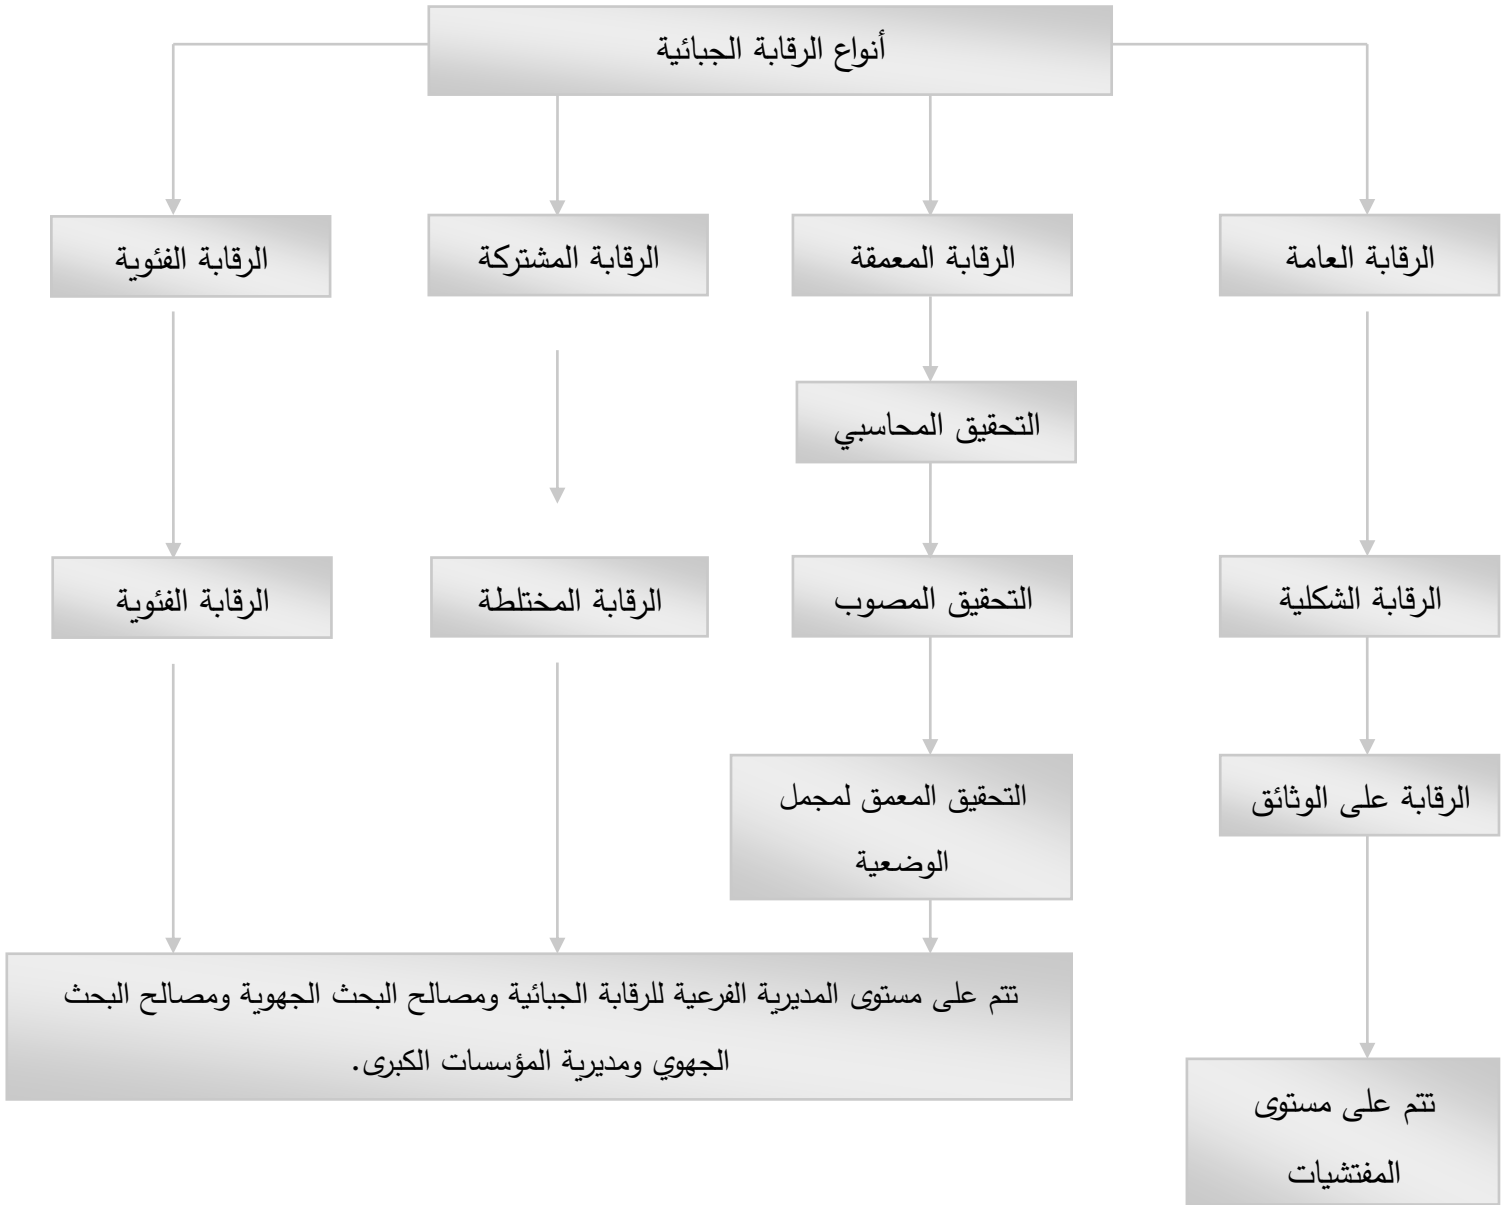 أنواع الرقابة الجبائية
الرقابة العامة
الرقابة المعمقة
الرقابة المشتركة
الرقابة الفئوية
التحقيق المحاسبي
الرقابة الشكلية
التحقيق المصوب
الرقابة المختلطة
الرقابة الفئوية
الرقابة على الوثائق
التحقيق المعمق لمجمل
الوضعية
تتم على مستوى المديرية الفرعية للرقابة الجبائية ومصالح البحث الجهوية ومصالح البحث
الجهوي ومديرية المؤسسات الكبرى.
تتم على مستوى
المفتشيات